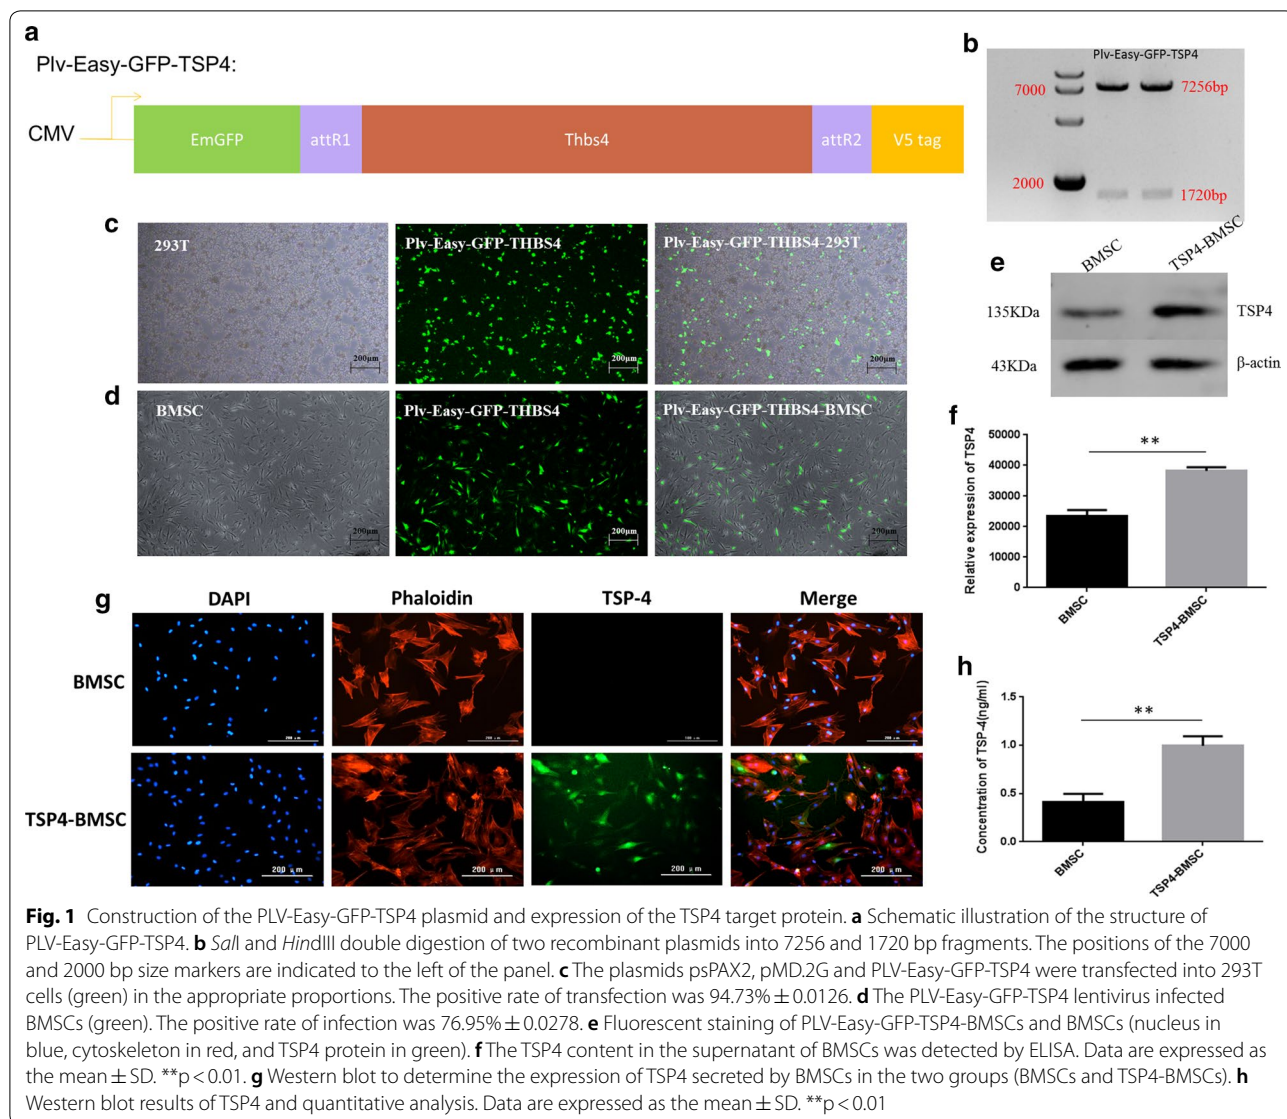 a
Plv-Easy-GFP-TSP4:
CMV
EmGFP
attR1
Thbs4
attR2
V5 tag
b
Plv-Easy-GFP-TSP4
7000
7256bp
2000
1720bp
c
293T
200μm
Plv-Easy-GFP-THBS4
200μm
Plv-Easy-GFP-THBS4-293T
200μm
d
BMSC
200μm
Plv-Easy-GFP-THBS4
200μm
Plv-Easy-GFP-THBS4-BMSC
200μm
e
BMSC
TSP4-BMSC
135KDa
TSP4
43KDa
β-actin
f
Relative expression of TSP4
50000
40000
30000
20000
10000
0
**
BMSC
TSP4-BMSC
g
DAPI
Phaloidin
TSP-4
Merge
BMSC
TSP4-BMSC
200 μm
200 μm
200 μm
200 μm
h
Concentration of TSP-4(ng/ml)
1.5
1.0
0.5
0.0
**
BMSC
TSP4-BMSC
Fig. 1 Construction of the PLV-Easy-GFP-TSP4 plasmid and expression of the TSP4 target protein. a Schematic illustration of the structure of
PLV-Easy-GFP-TSP4. b SalI and HindIII double digestion of two recombinant plasmids into 7256 and 1720 bp fragments. The positions of the 7000
and 2000 bp size markers are indicated to the left of the panel. c The plasmids psPAX2, pMD.2G and PLV-Easy-GFP-TSP4 were transfected into 293T
cells (green) in the appropriate proportions. The positive rate of transfection was 94.73% ± 0.0126. d The PLV-Easy-GFP-TSP4 lentivirus infected
BMSCs (green). The positive rate of infection was 76.95% ± 0.0278. e Fluorescent staining of PLV-Easy-GFP-TSP4-BMSCs and BMSCs (nucleus in
blue, cytoskeleton in red, and TSP4 protein in green). f The TSP4 content in the supernatant of BMSCs was detected by ELISA. Data are expressed as
the mean ± SD. **p < 0.01. g Western blot to determine the expression of TSP4 secreted by BMSCs in the two groups (BMSCs and TSP4-BMSCs). h
Western blot results of TSP4 and quantitative analysis. Data are expressed as the mean ± SD. **p < 0.01